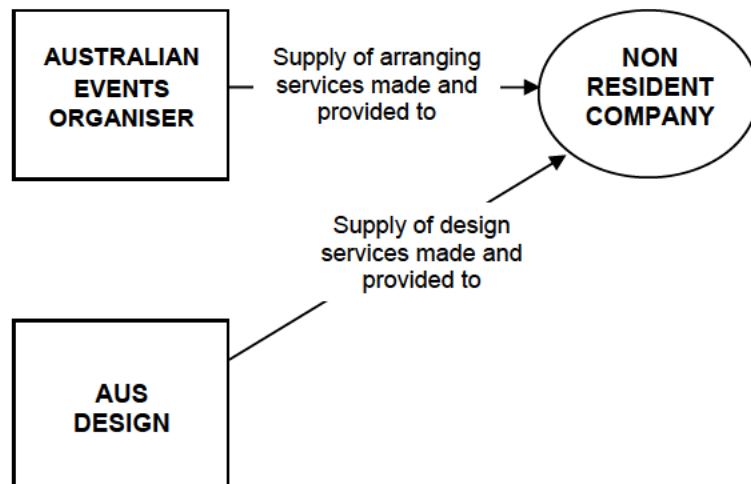 AUSTRALIAN
EVENTS
ORGANISER
Supply of arranging
services made and
provided to
NON
RESIDENT
COMPANY
Supply of design
services made and
provided to
AUS
DESIGN